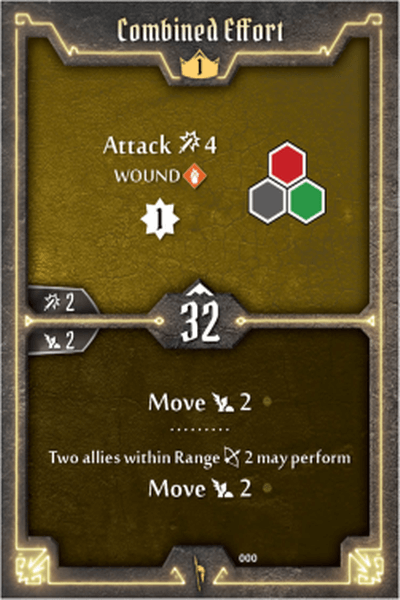 Combined Effort
1
Attack 4
WOUND
1
2
32
2
Move 2
Two allies within Range 2 may perform
Move 2
000